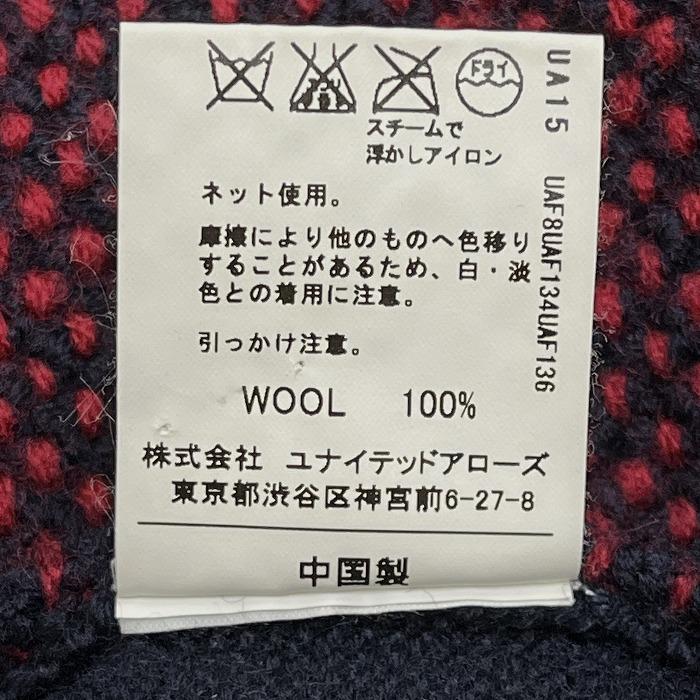 ドライ
スチームで
浮かしアイロン
ネット使用。
摩擦により他のものへ色移り
することがあるため、白・淡
色との着用に注意。
引っかけ注意。
WOOL 100%
株式会社 ユナイテッドアローズ
東京都渋谷区神宮前6-27-8
中国製
UA15 UAF8UAF134UAF136